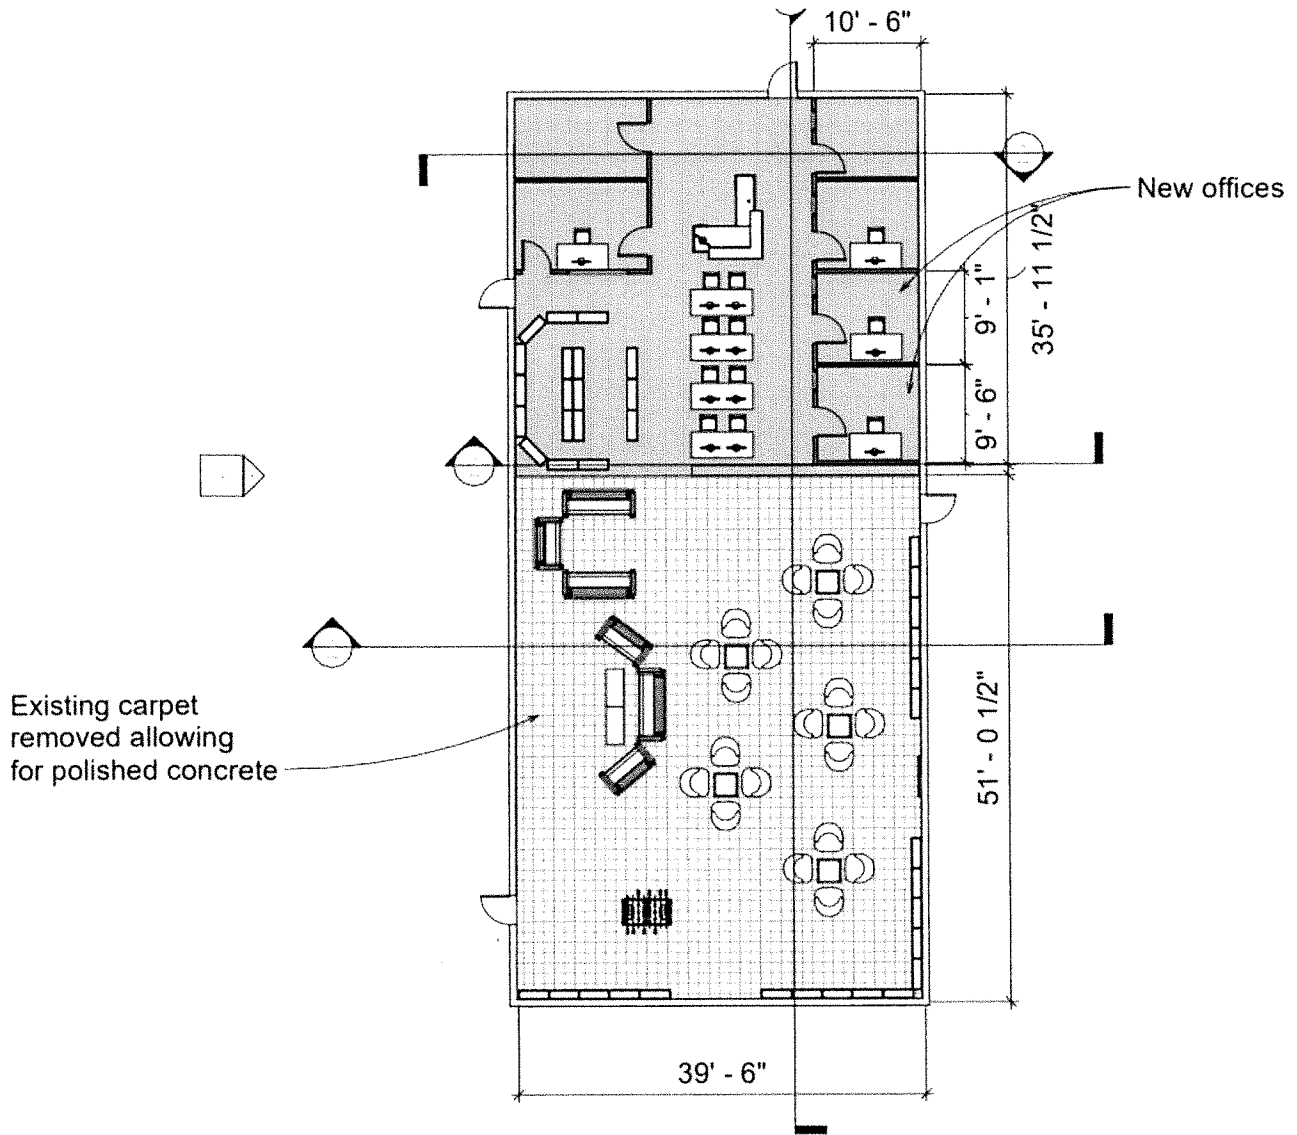 10' - 6"
New offices
35' - 11 1/2"
9' - 1"
9' - 6"
Existing carpet
removed allowing
for polished concrete
51' - 0 1/2"
39' - 6"